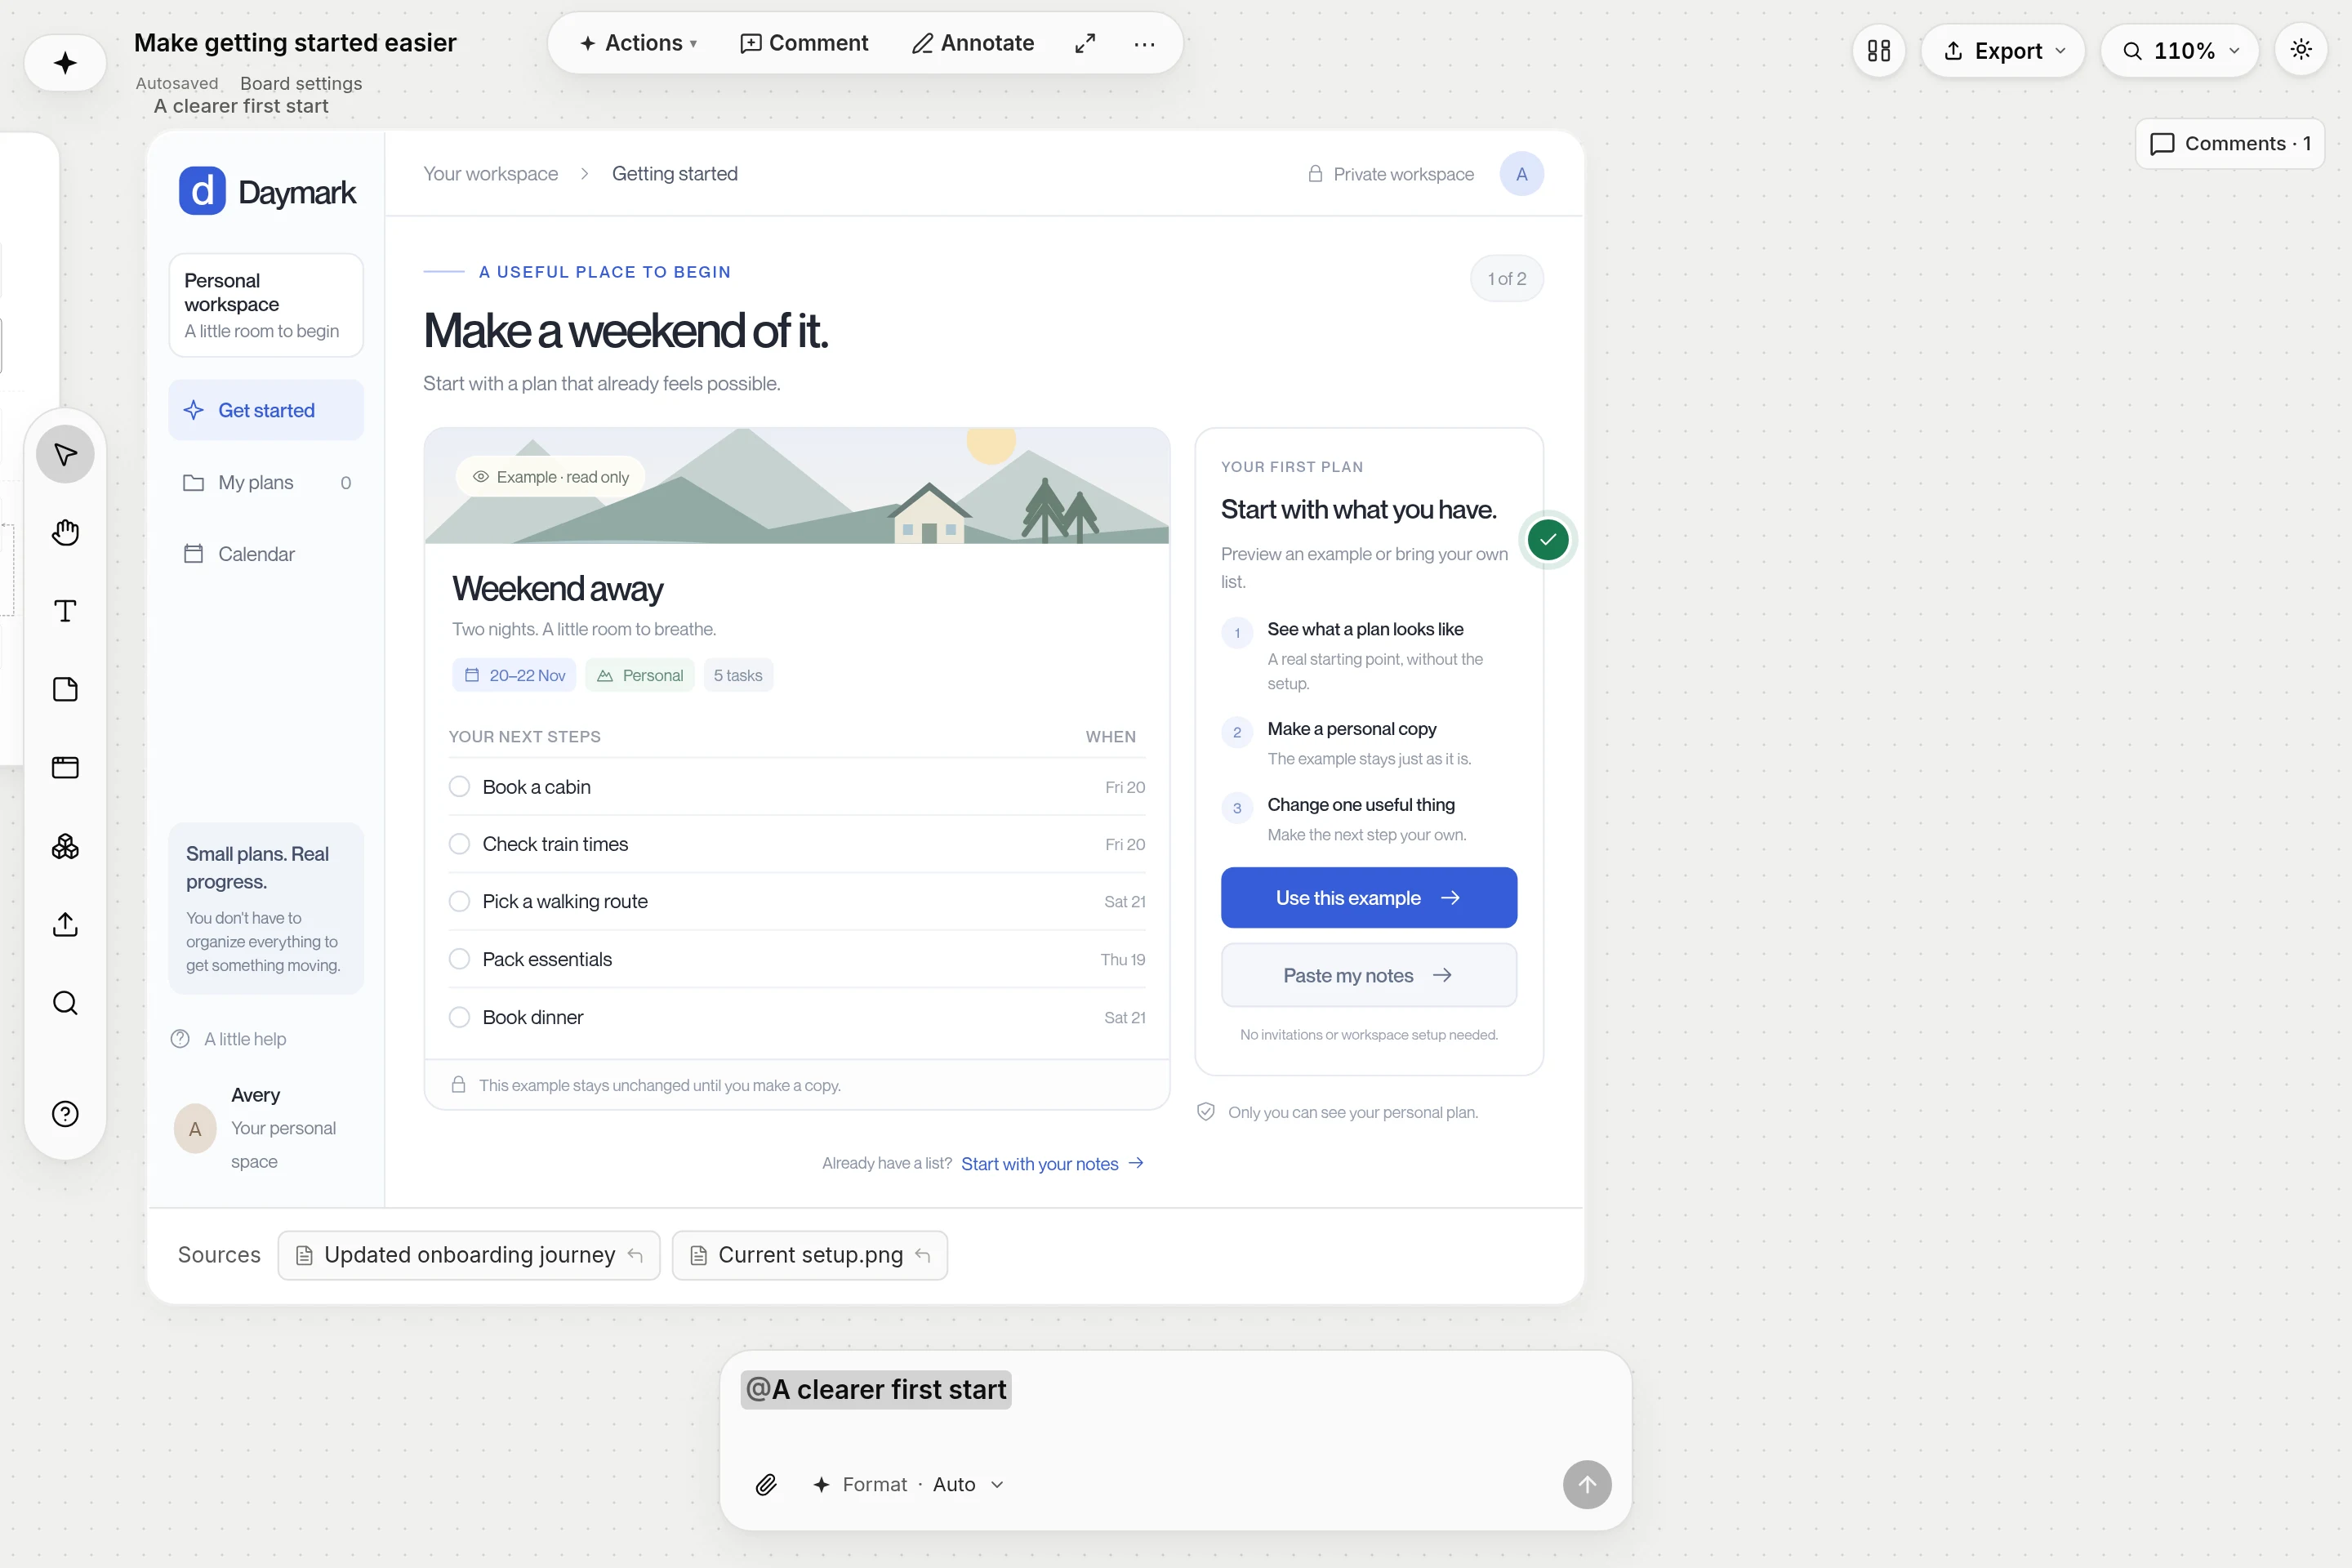 Make getting started easier
Autosaved Board settings
A clearer first start
Actions
Comment
Annotate
Export
110%
Comments · 1
d Daymark
Personal
workspace
A little room to begin
Get started
My plans 0
Calendar
Small plans. Real
progress.
You don't have to
organize everything to
get something moving.
A little help
A
Avery
Your personal
space
Your workspace > Getting started
Private workspace
A
A USEFUL PLACE TO BEGIN
1 of 2
Make a weekend of it.
Start with a plan that already feels possible.
Example · read only
Weekend away
Two nights. A little room to breathe.
20–22 Nov
Personal
5 tasks
YOUR NEXT STEPS WHEN
Book a cabin Fri 20
Check train times Fri 20
Pick a walking route Sat 21
Pack essentials Thu 19
Book dinner Sat 21
This example stays unchanged until you make a copy.
YOUR FIRST PLAN
Start with what you have.
Preview an example or bring your own
list.
1 See what a plan looks like
A real starting point, without the
setup.
2 Make a personal copy
The example stays just as it is.
3 Change one useful thing
Make the next step your own.
Use this example →
Paste my notes →
No invitations or workspace setup needed.
Only you can see your personal plan.
Already have a list? Start with your notes →
Sources
Updated onboarding journey
Current setup.png
@A clearer first start
Format · Auto